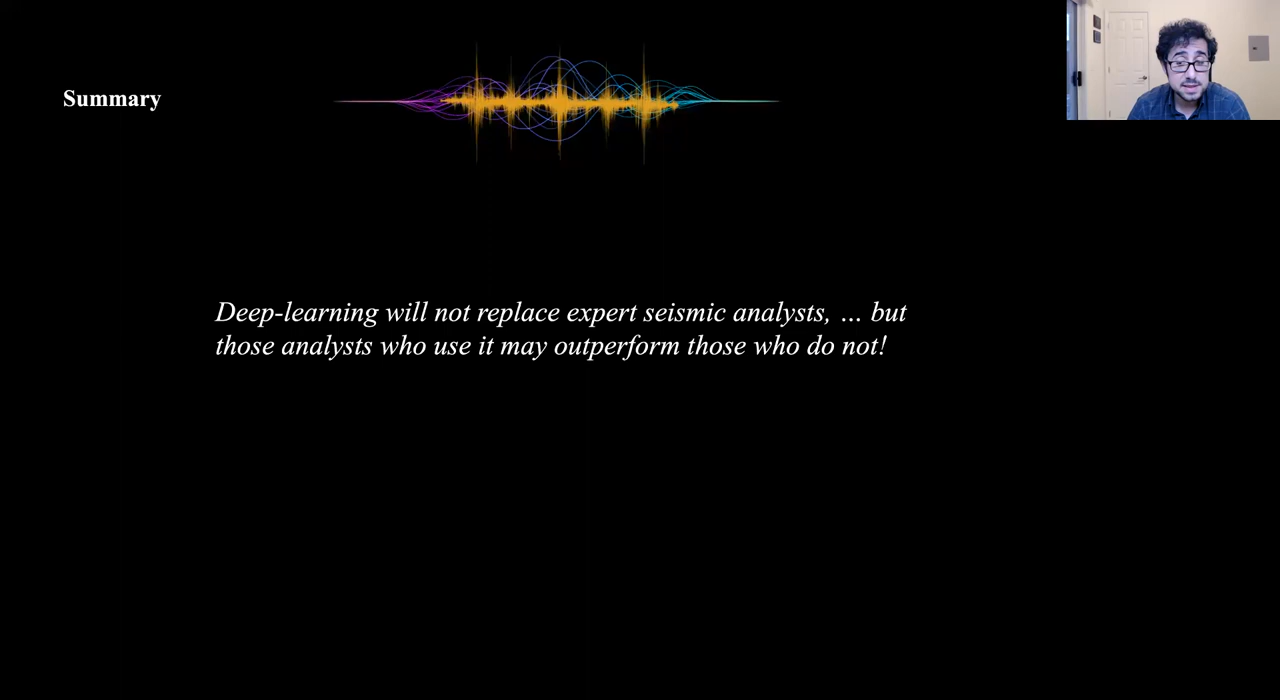 Summary
Deep-learning will not replace expert seismic analysts, ... but
those analysts who use it may outperform those who do not!